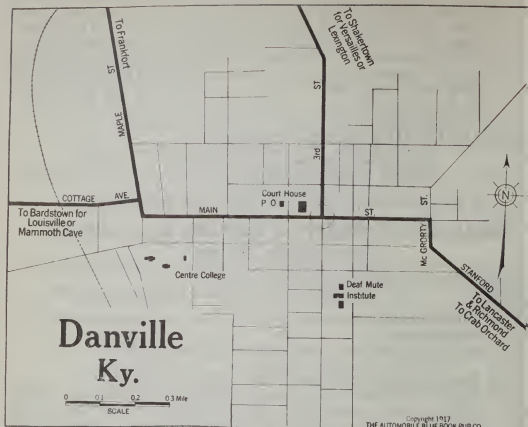 To Frankfort
ST.
MAPLE
To Shakertown
for Versailles or
Lexington
ST.
3rd
COTTAGE AVE.
To Bardstown for
Louisville or
Mammoth Cave
Court House
P O
MAIN ST.
ST.
Mc GRORTY
N
Centre College
Deaf Mute
Institute
STANFORD
To Lancaster
& Richmond
To Crab Orchard
Danville
Ky.
0 0.1 0.2 0.3 Mile
SCALE
Copyright 1917
THE AUTOMOBILE BLUE BOOK PUB CO